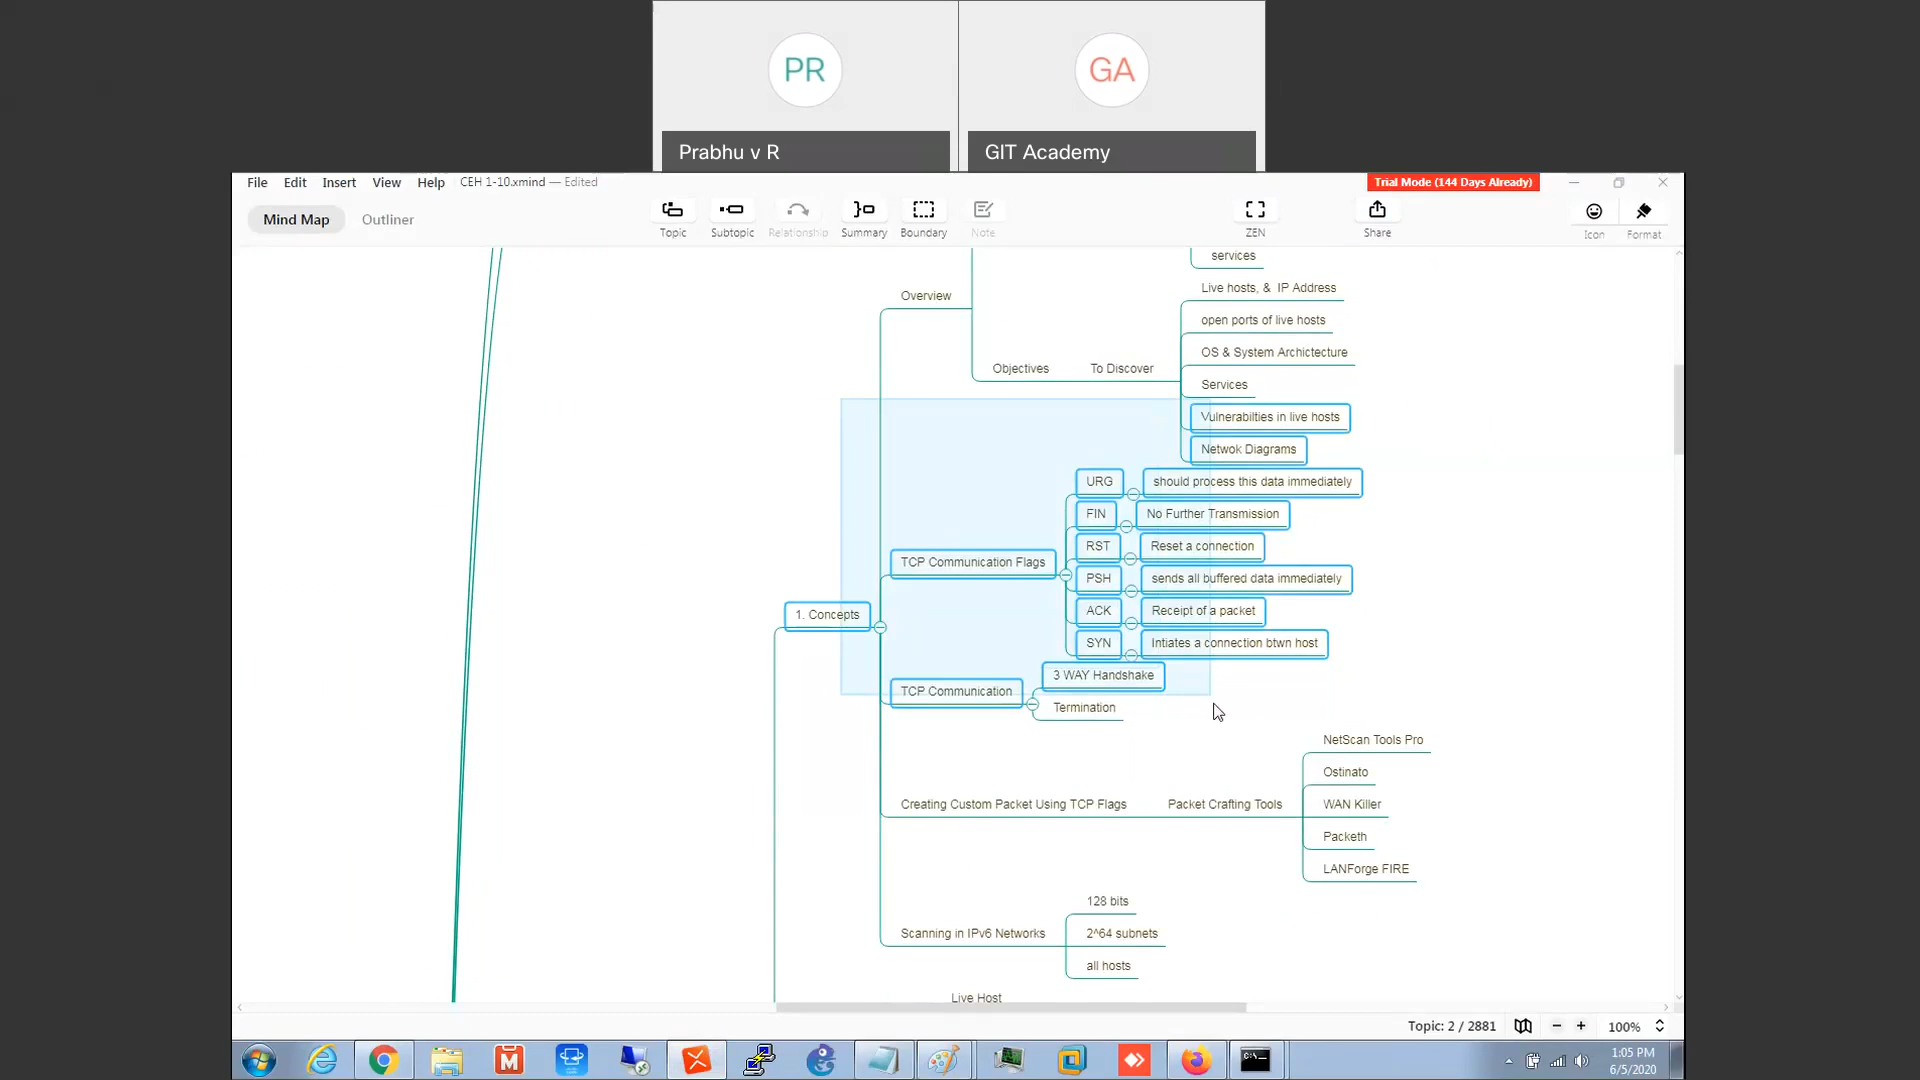 PR
GA
Prabhu v R
GIT Academy
File Edit Insert View Help CEH 1-10.xmind — Edited
Trial Mode (144 Days Already)
Mind Map Outliner
Topic Subtopic Relationship Summary Boundary Note ZEN Share Icon Format
services
Overview
Live hosts, & IP Address
open ports of live hosts
OS & System Archictecture
Objectives To Discover
Services
Vulnerabilties in live hosts
Netwok Diagrams
URG should process this data immediately
FIN No Further Transmission
RST Reset a connection
TCP Communication Flags
PSH sends all buffered data immediately
ACK Receipt of a packet
1. Concepts
SYN Intiates a connection btwn host
3 WAY Handshake
TCP Communication
Termination
NetScan Tools Pro
Ostinato
Creating Custom Packet Using TCP Flags Packet Crafting Tools WAN Killer
Packeth
LANForge FIRE
128 bits
Scanning in IPv6 Networks 2^64 subnets
all hosts
Live Host
Topic: 2 / 2881 100%
1:05 PM
6/5/2020